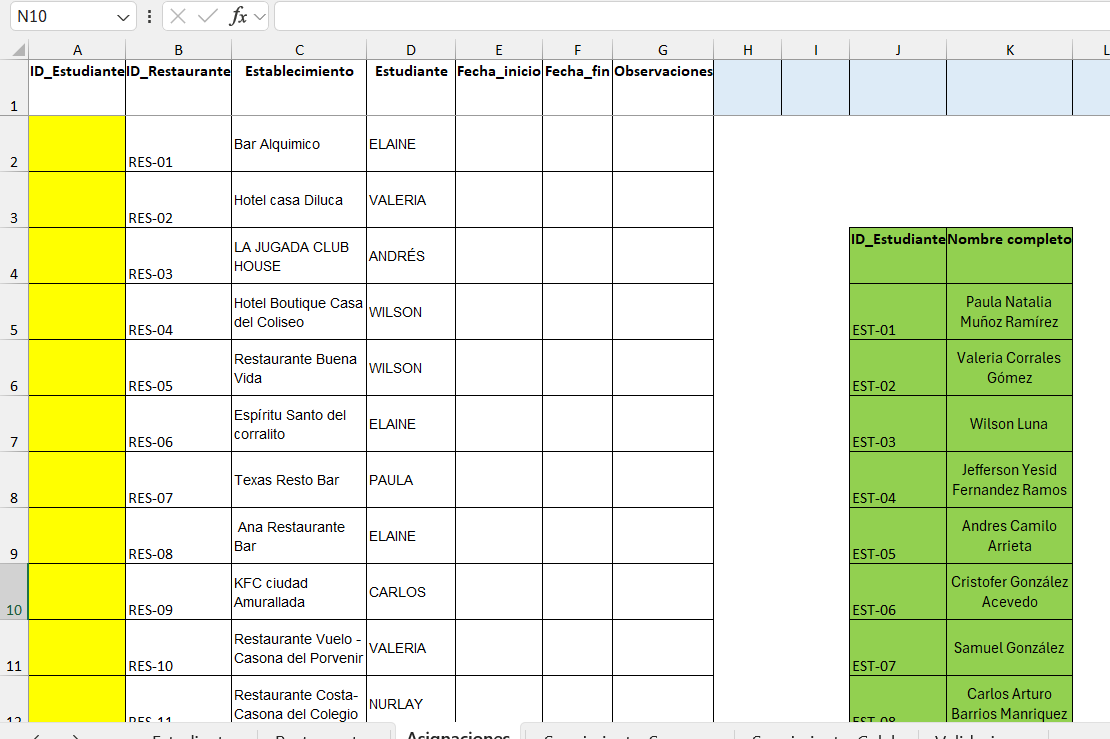 N10
fx
A B C D E F G H I J K L
1 ID_Estudiante ID_Restaurante Establecimiento Estudiante Fecha_inicio Fecha_fin Observaciones
2 RES-01 Bar Alquimico ELAINE
3 RES-02 Hotel casa Diluca VALERIA
4 RES-03 LA JUGADA CLUB
HOUSE ANDRÉS ID_Estudiante Nombre completo
5 RES-04 Hotel Boutique Casa
del Coliseo WILSON EST-01 Paula Natalia
Muñoz Ramírez
6 RES-05 Restaurante Buena
Vida WILSON EST-02 Valeria Corrales
Gómez
7 RES-06 Espíritu Santo del
corralito ELAINE EST-03 Wilson Luna
8 RES-07 Texas Resto Bar PAULA EST-04 Jefferson Yesid
Fernandez Ramos
9 RES-08 Ana Restaurante
Bar ELAINE EST-05 Andres Camilo
Arrieta
10 RES-09 KFC ciudad
Amurallada CARLOS EST-06 Cristofer González
Acevedo
11 RES-10 Restaurante Vuelo -
Casona del Porvenir VALERIA EST-07 Samuel González
12 RES-11 Restaurante Costa-
Casona del Colegio NURLAY EST-08 Carlos Arturo
Barrios Manriquez
Asignaciones